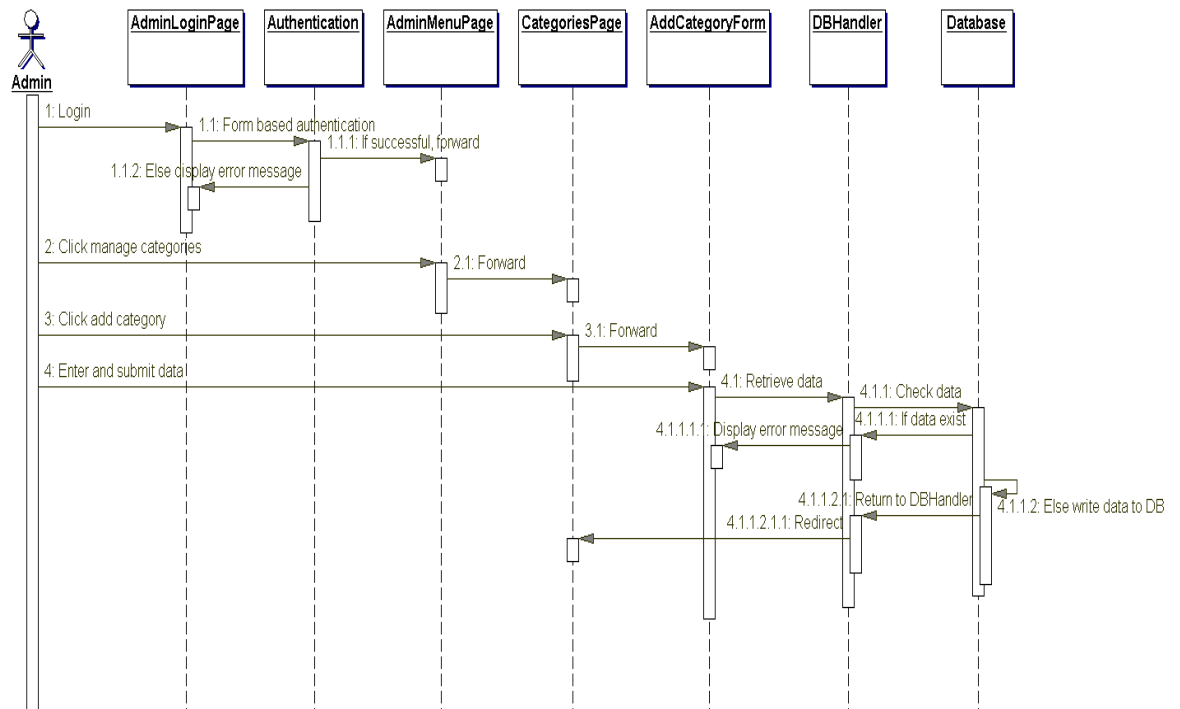 AdminLoginPage
Authentication
AdminMenuPage
CategoriesPage
AddCategoryForm
DBHandler
Database
Admin
1: Login
1.1: Form based authentication
1.1.1: If successful, forward
1.1.2: Else display error message
2: Click manage categories
2.1: Forward
3: Click add category
3.1: Forward
4: Enter and submit data
4.1: Retrieve data
4.1.1: Check data
4.1.1.1: If data exist
4.1.1.1.1: Display error message
4.1.1.2: Else write data to DB
4.1.1.2.1: Return to DBHandler
4.1.1.2.1.1: Redirect